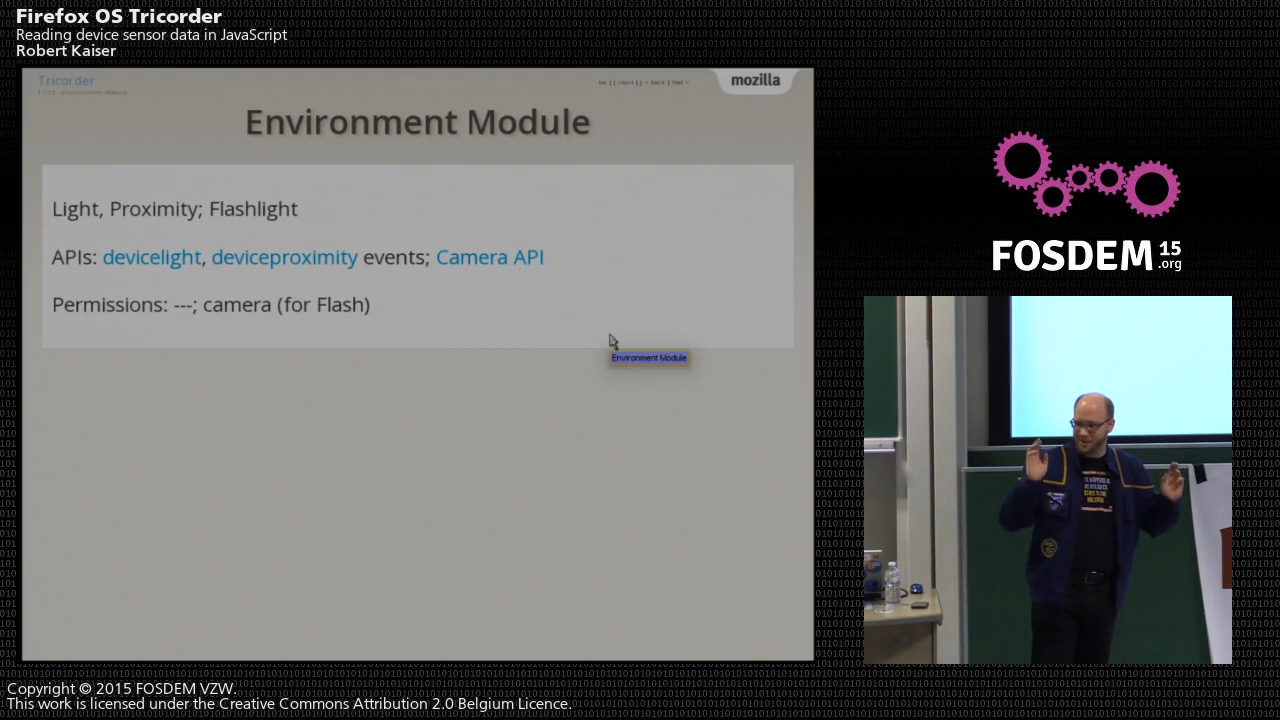 Firefox OS Tricorder
Reading device sensor data in JavaScript
Robert Kaiser
Tricorder
mozilla
Environment Module
Light, Proximity; Flashlight
APIs: devicelight, deviceproximity events; Camera API
Permissions: ---; camera (for Flash)
Environment Module
FOSDEM 15
.org
Copyright © 2015 FOSDEM VZW.
This work is licensed under the Creative Commons Attribution 2.0 Belgium Licence.